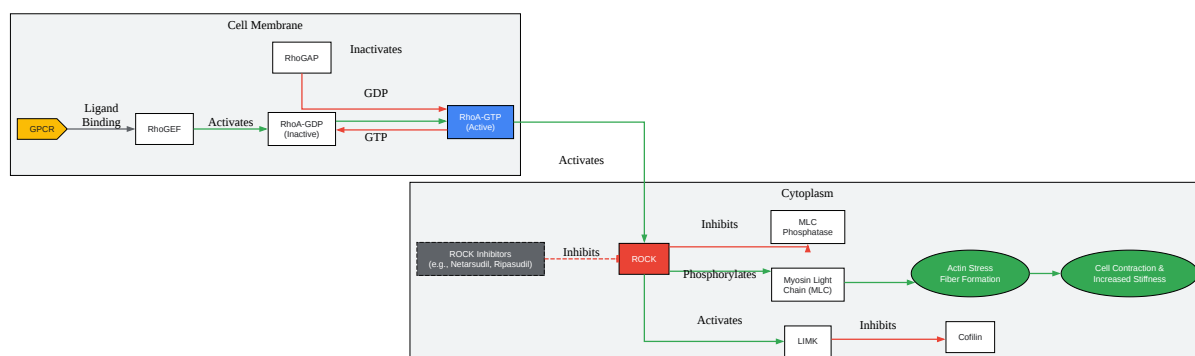 Cell Membrane
RhoGAP
Inactivates
GDP
Ligand
Binding
GPCR
RhoGEF
Activates
RhoA-GDP
(Inactive)
GTP
RhoA-GTP
(Active)
Activates
Cytoplasm
ROCK Inhibitors
(e.g., Netarsudil, Ripasudil)
Inhibits
ROCK
Inhibits
MLC
Phosphatase
Phosphorylates
Myosin Light
Chain (MLC)
Actin Stress
Fiber Formation
Cell Contraction &
Increased Stiffness
Activates
LIMK
Inhibits
Cofilin